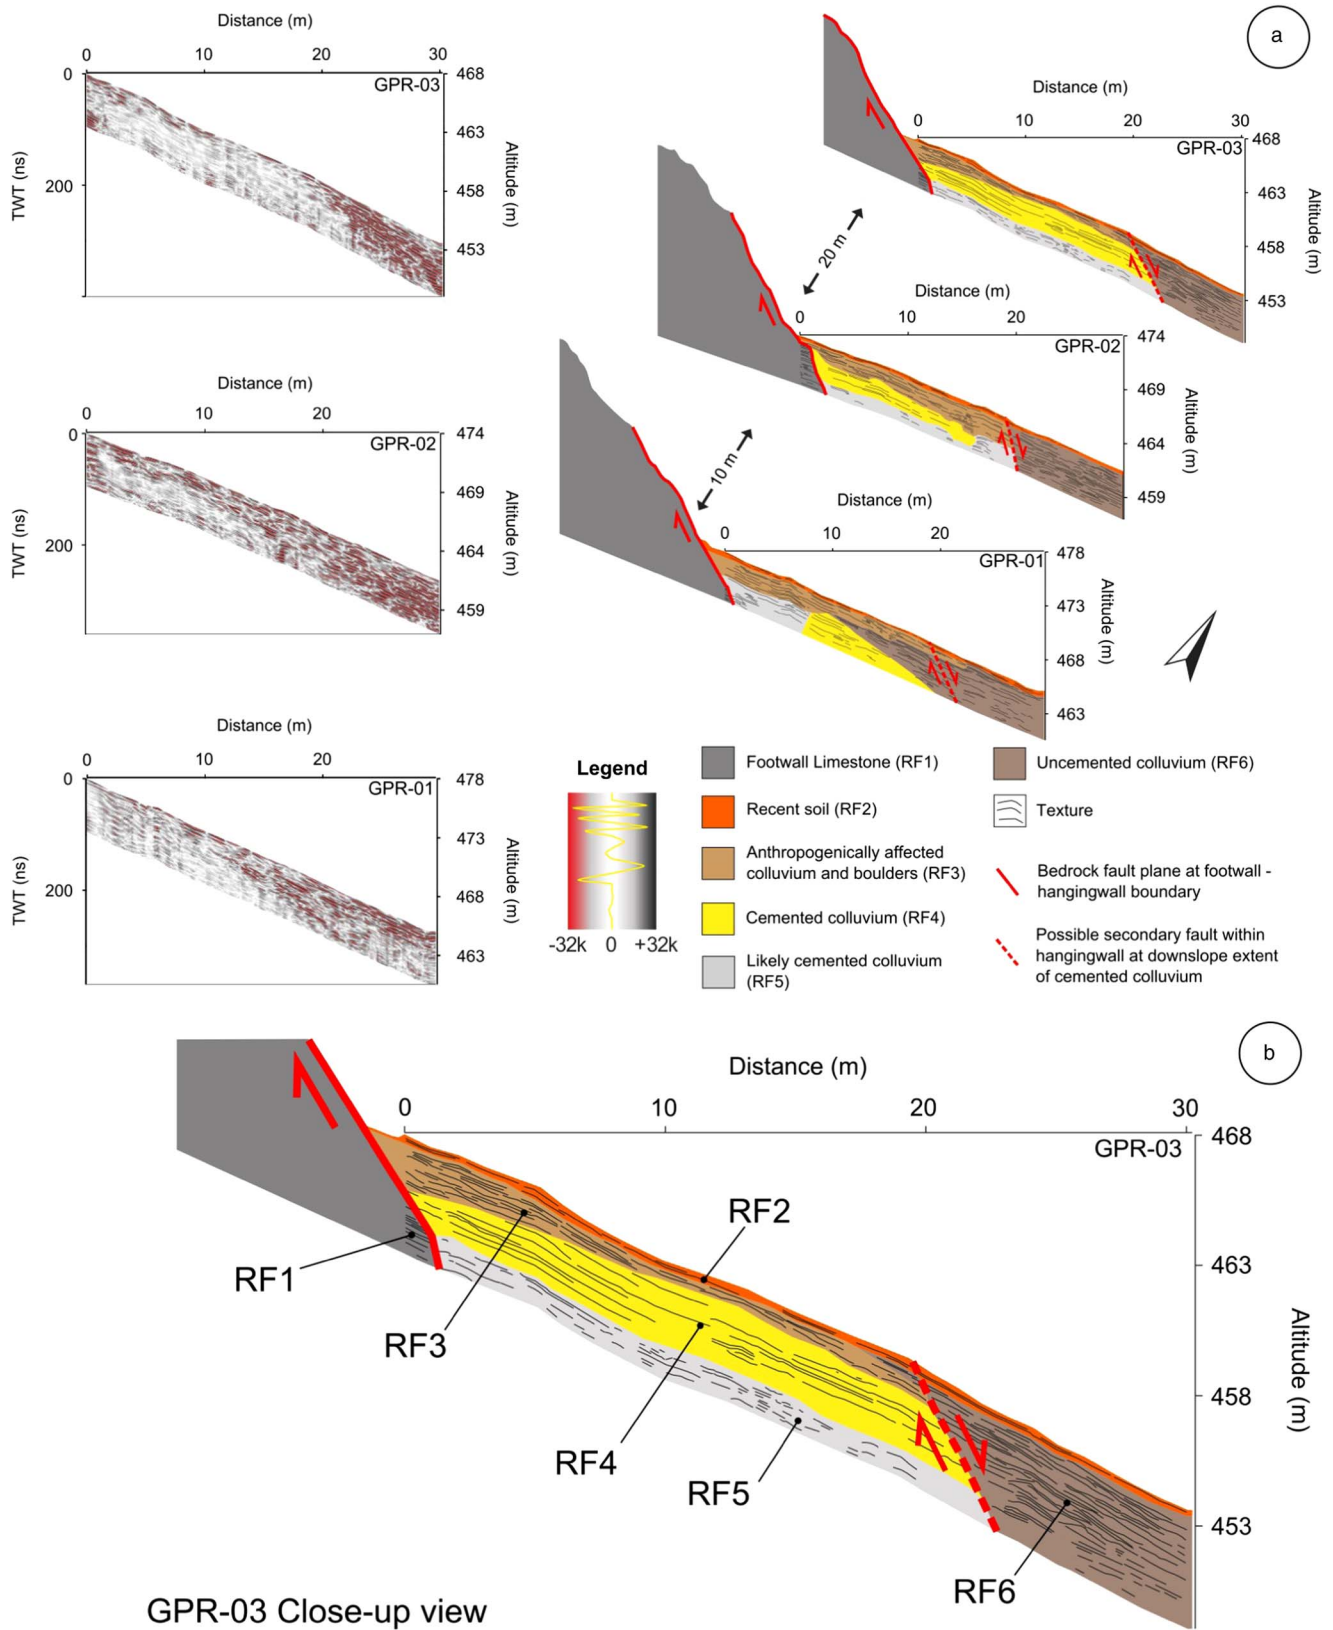 a
Distance (m)
0 10 20 30
GPR-03
0
200
TWT (ns)
468
463
458
453
Altitude (m)
Distance (m)
0 10 20 30
GPR-03
468
463
458
453
Altitude (m)
20 m
Distance (m)
0 10 20
GPR-02
0
200
TWT (ns)
474
469
464
459
Altitude (m)
Distance (m)
0 10 20
GPR-02
474
469
464
459
Altitude (m)
10 m
Distance (m)
0 10 20
GPR-01
478
473
468
463
Altitude (m)
Distance (m)
0 10 20
GPR-01
0
200
TWT (ns)
478
473
468
463
Altitude (m)
Legend
-32k 0 +32k
Footwall Limestone (RF1)
Recent soil (RF2)
Anthropogenically affected
colluvium and boulders (RF3)
Cemented colluvium (RF4)
Likely cemented colluvium
(RF5)
Uncemented colluvium (RF6)
Texture
Bedrock fault plane at footwall -
hangingwall boundary
Possible secondary fault within
hangingwall at downslope extent
of cemented colluvium
b
Distance (m)
0 10 20 30
GPR-03
468
463
458
453
Altitude (m)
RF2
RF1
RF3
RF4
RF5
RF6
GPR-03 Close-up view